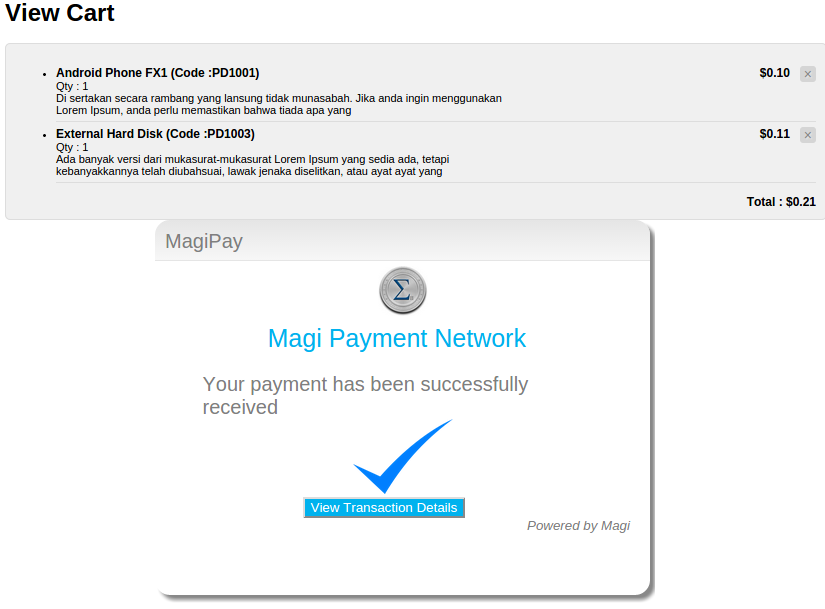 View Cart
Android Phone FX1 (Code :PD1001)
$0.10
×
Qty : 1
Di sertakan secara rambang yang lansung tidak munasabah. Jika anda ingin menggunakan
Lorem Ipsum, anda perlu memastikan bahwa tiada apa yang
External Hard Disk (Code :PD1003)
$0.11
×
Qty : 1
Ada banyak versi dari mukasurat-mukasurat Lorem Ipsum yang sedia ada, tetapi
kebanyakkannya telah diubahsuai, lawak jenaka diselitkan, atau ayat ayat yang
Total : $0.21
MagiPay
Σ
Magi Payment Network
Your payment has been successfully
received
View Transaction Details
Powered by Magi